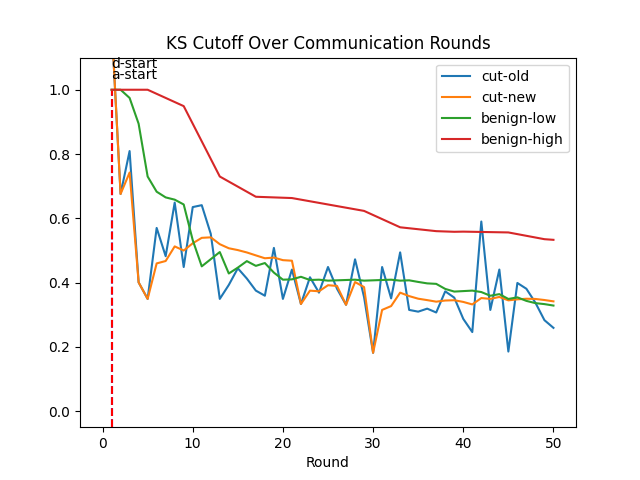 KS Cutoff Over Communication Rounds
d-start
a-start
cut-old
cut-new
benign-low
benign-high
1.0
0.8
0.6
0.4
0.2
0.0
0 10 20 30 40 50
Round